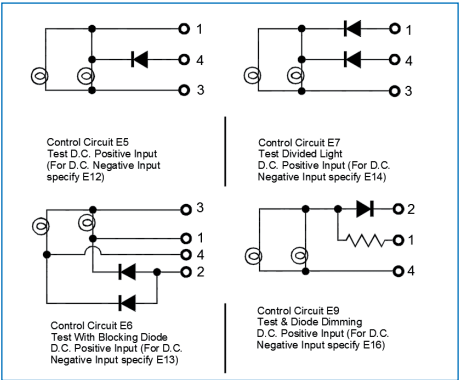 1
4
3
Control Circuit E5
Test D.C. Positive Input
(For D.C. Negative Input
specify E12)
1
4
3
Control Circuit E7
Test Divided Light
D.C. Positive Input (For D.C.
Negative Input specify E14)
3
1
4
2
Control Circuit E6
Test With Blocking Diode
D.C. Positive Input (For D.C.
Negative Input specify E13)
2
1
4
Control Circuit E9
Test & Diode Dimming
D.C. Positive Input (For D.C.
Negative Input specify E16)